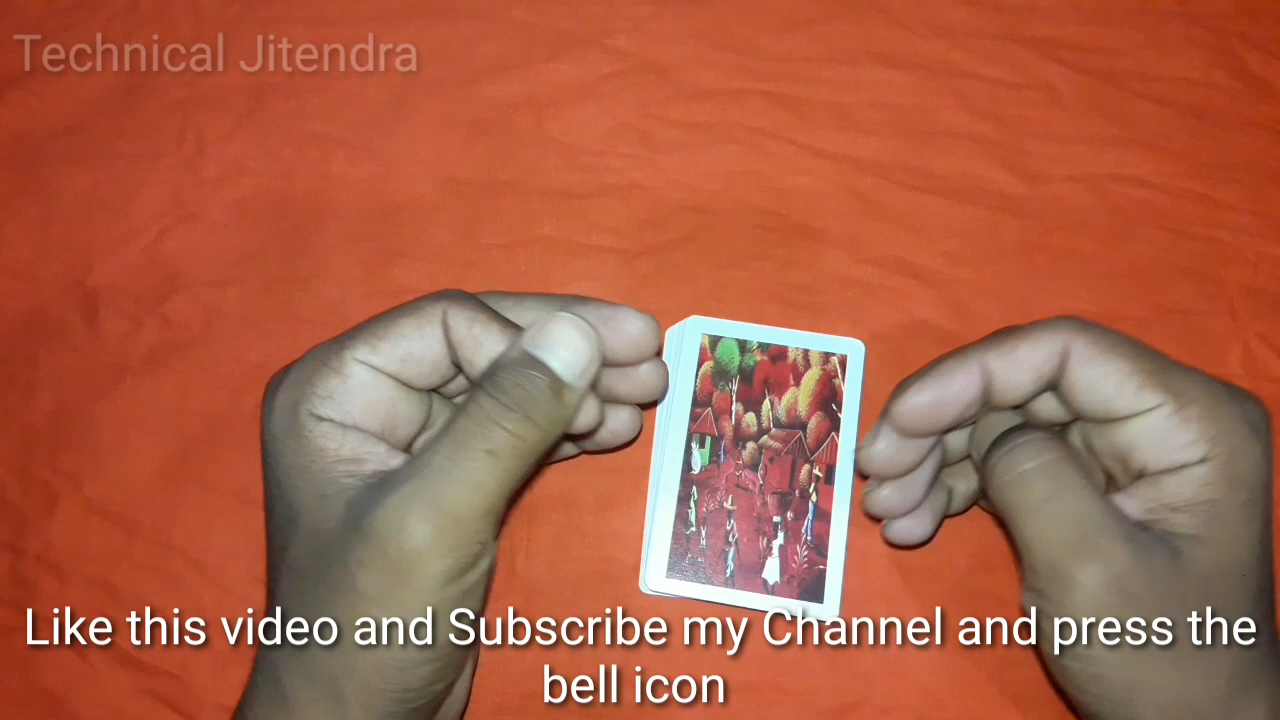 Technical Jitendra
Like this video and Subscribe my Channel and press the
bell icon